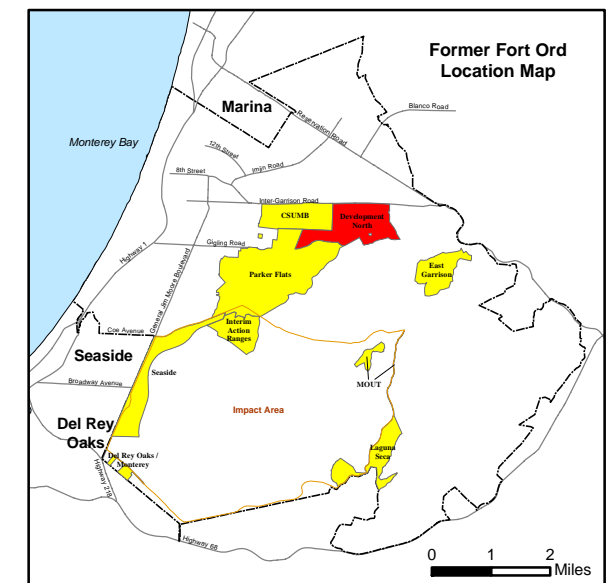 Former Fort Ord
Location Map
Blanco Road
Marina
Reservation Road
Monterey Bay
12th Street
Imjin Road
8th Street
Inter-Garrison Road
CSUMB
Development
North
Gigling Road
Highway 1
General Jim Moore Boulevard
East
Garrison
Parker Flats
5
Interim
Action
Ranges
Coe Avenue
Seaside
Seaside
MOUT
Broadway Avenue
Impact Area
Del Rey
Oaks
Laguna
Seca
Del Rey Oaks /
Monterey
Highway 218
Highway 68
0 1 2
Miles